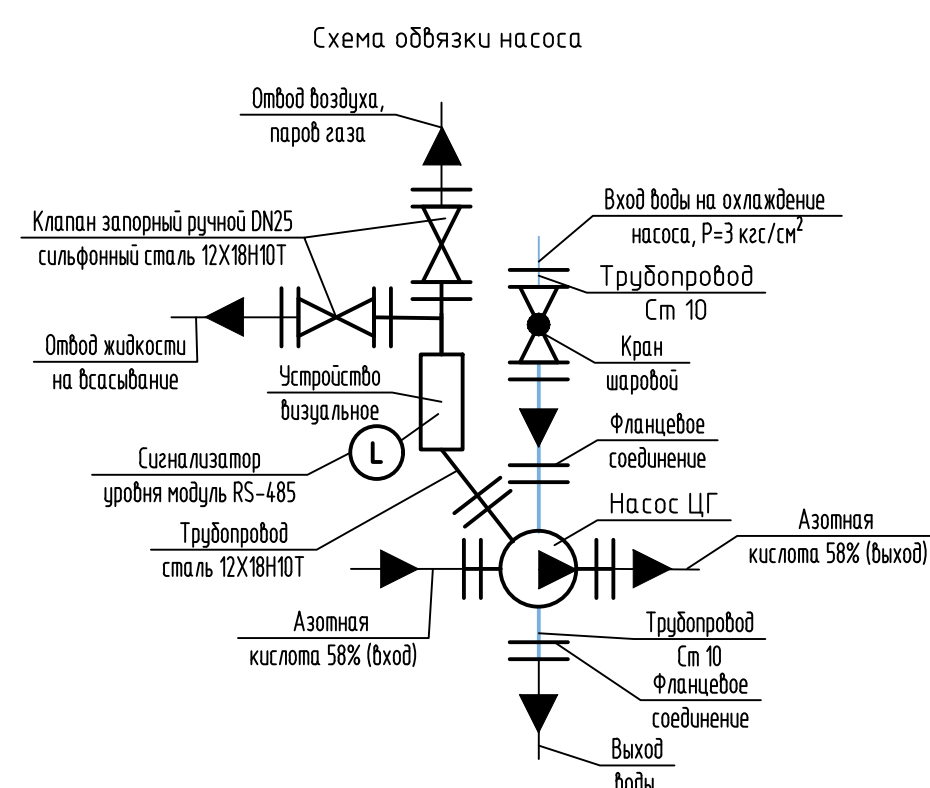 Схема обвязки насоса
Отвод воздуха,
паров газа
Клапан запорный ручной DN25
сильфонный сталь 12Х18Н10Т
Вход воды на охлаждение
насоса, Р=3 кгс/см²
Трубопровод
Ст 10
Отвод жидкости
на всасывание
Кран
шаровой
Устройство
визуальное
Фланцевое
соединение
L
Сигнализатор
уровня модуль RS-485
Насос ЦГ
Азотная
кислота 58% (выход)
Трубопровод
сталь 12Х18Н10Т
Азотная
кислота 58% (вход)
Трубопровод
Ст 10
Фланцевое
соединение
Выход
воды